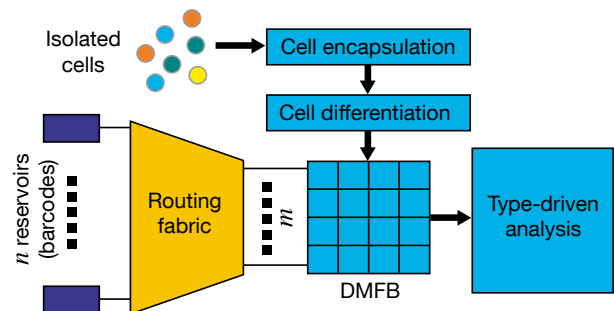 Isolated
cells
Cell encapsulation
Cell differentiation
n reservoirs
(barcodes)
Routing
fabric
m
DMFB
Type-driven
analysis